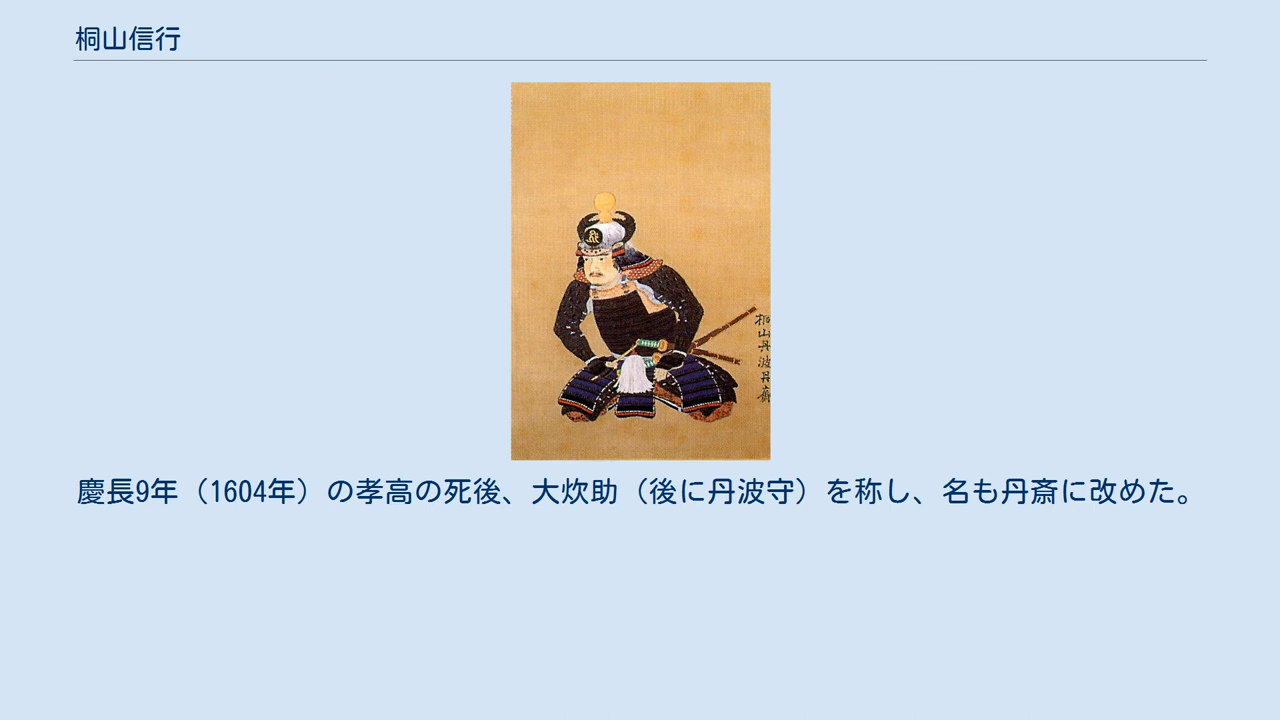 桐山信行
桐山丹波丹斎
慶長9年（1604年）の孝高の死後、大炊助（後に丹波守）を称し、名も丹斎に改めた。